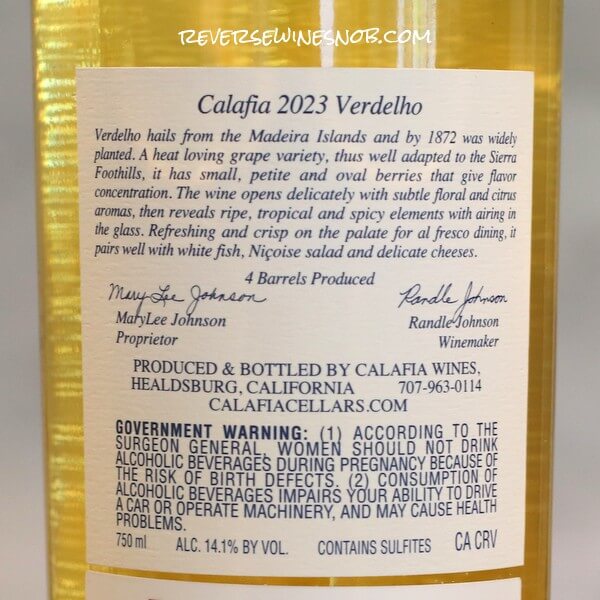 REVERSEWINESNOB.COM
Calafia 2023 Verdelho
Verdelho hails from the Madeira Islands and by 1872 was widely
planted. A heat loving grape variety, thus well adapted to the Sierra
Foothills, it has small, petite and oval berries that give flavor
concentration. The wine opens delicately with subtle floral and citrus
aromas, then reveals ripe, tropical and spicy elements with airing in
the glass. Refreshing and crisp on the palate for al fresco dining, it
pairs well with white fish, Niçoise salad and delicate cheeses.
4 Barrels Produced
Mary Lee Johnson Randle Johnson
MaryLee Johnson Randle Johnson
Proprietor Winemaker
PRODUCED & BOTTLED BY CALAFIA WINES,
HEALDSBURG, CALIFORNIA 707-963-0114
CALAFIACELLARS.COM
GOVERNMENT WARNING: (1) ACCORDING TO THE
SURGEON GENERAL, WOMEN SHOULD NOT DRINK
ALCOHOLIC BEVERAGES DURING PREGNANCY BECAUSE OF
THE RISK OF BIRTH DEFECTS. (2) CONSUMPTION OF
ALCOHOLIC BEVERAGES IMPAIRS YOUR ABILITY TO DRIVE
A CAR OR OPERATE MACHINERY, AND MAY CAUSE HEALTH
PROBLEMS.
750 ml ALC. 14.1% BY VOL. CONTAINS SULFITES CA CRV